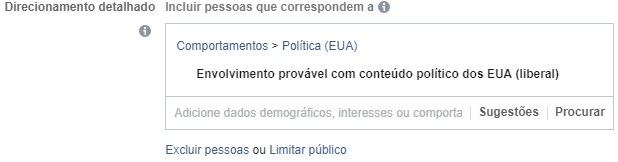 Direcionamento detalhado Incluir pessoas que correspondem a
Comportamentos > Política (EUA)
Envolvimento provável com conteúdo político dos EUA (liberal)
Adicione dados demográficos, interesses ou comporta Sugestões Procurar
Excluir pessoas ou Limitar público